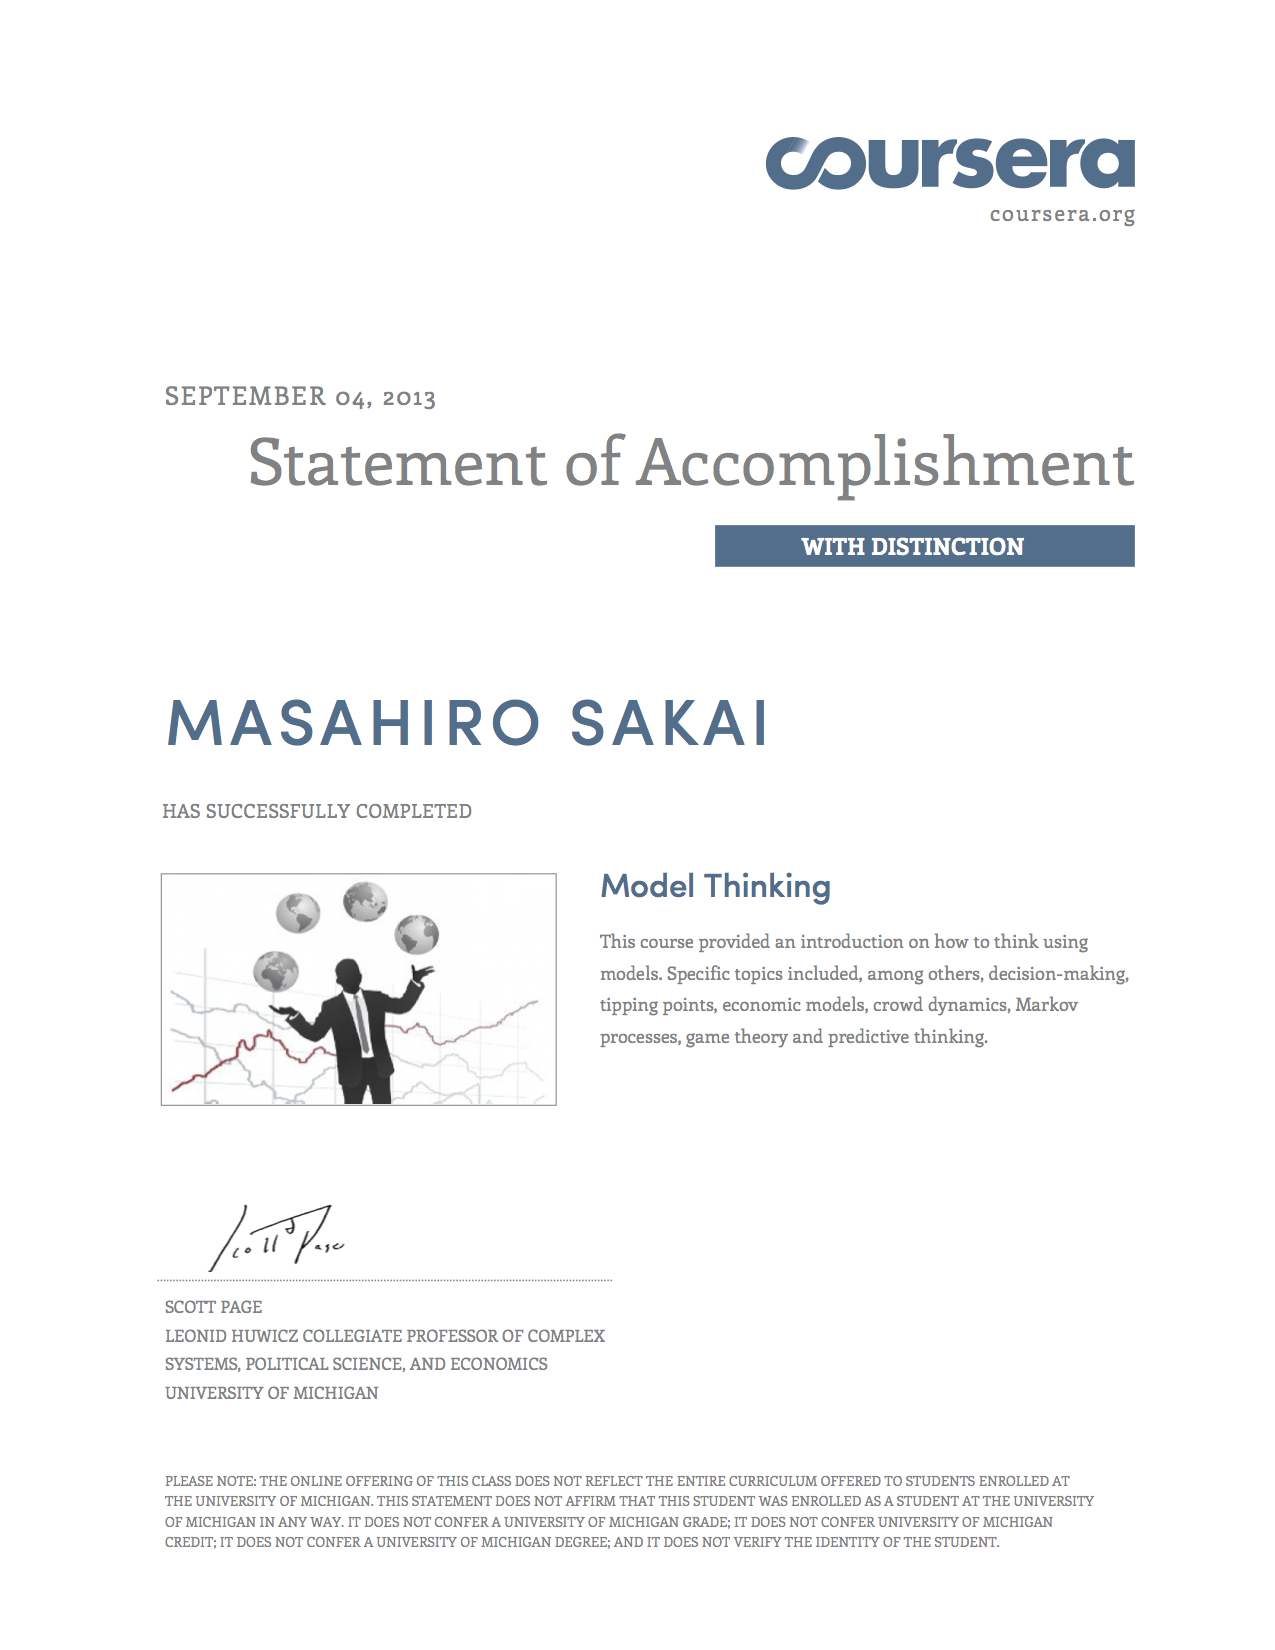 coursera
coursera.org
SEPTEMBER 04, 2013
Statement of Accomplishment
WITH DISTINCTION
MASAHIRO SAKAI
HAS SUCCESSFULLY COMPLETED
Model Thinking
This course provided an introduction on how to think using
models. Specific topics included, among others, decision-making,
tipping points, economic models, crowd dynamics, Markov
processes, game theory and predictive thinking.
Scott Page
SCOTT PAGE
LEONID HUWICZ COLLEGIATE PROFESSOR OF COMPLEX
SYSTEMS, POLITICAL SCIENCE, AND ECONOMICS
UNIVERSITY OF MICHIGAN
PLEASE NOTE: THE ONLINE OFFERING OF THIS CLASS DOES NOT REFLECT THE ENTIRE CURRICULUM OFFERED TO STUDENTS ENROLLED AT
THE UNIVERSITY OF MICHIGAN. THIS STATEMENT DOES NOT AFFIRM THAT THIS STUDENT WAS ENROLLED AS A STUDENT AT THE UNIVERSITY
OF MICHIGAN IN ANY WAY. IT DOES NOT CONFER A UNIVERSITY OF MICHIGAN GRADE; IT DOES NOT CONFER UNIVERSITY OF MICHIGAN
CREDIT; IT DOES NOT CONFER A UNIVERSITY OF MICHIGAN DEGREE; AND IT DOES NOT VERIFY THE IDENTITY OF THE STUDENT.